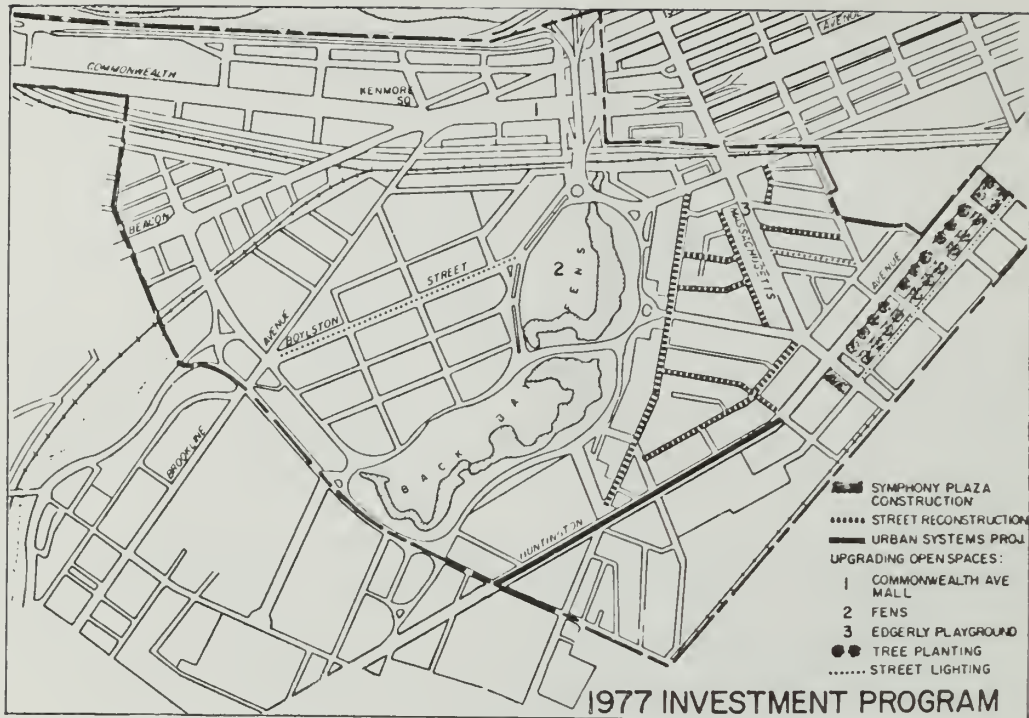 AVENUE
COMMONWEALTH
KENMORE
SQ
1
BEACON
3
MASSACHUSETTS
2
FENS
STREET
AVENUE
AVENUE
BOYLSTON
BACK BAY
BROOKLINE
HUNTINGTON
SYMPHONY PLAZA
CONSTRUCTION
STREET RECONSTRUCTION
URBAN SYSTEMS PROJ.
UPGRADING OPEN SPACES:
1 COMMONWEALTH AVE
MALL
2 FENS
3 EDGERLY PLAYGROUND
TREE PLANTING
STREET LIGHTING
1977 INVESTMENT PROGRAM